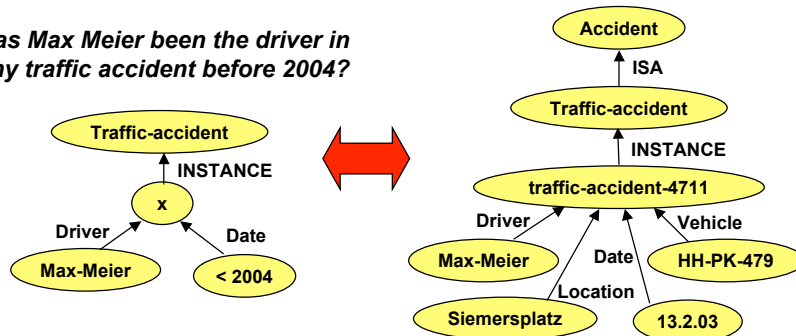 as Max Meier been the driver in
ny traffic accident before 2004?
Traffic-accident
INSTANCE
x
Driver
Date
Max-Meier
< 2004
Accident
ISA
Traffic-accident
INSTANCE
traffic-accident-4711
Driver
Vehicle
Max-Meier
Date
HH-PK-479
Location
Siemersplatz
13.2.03